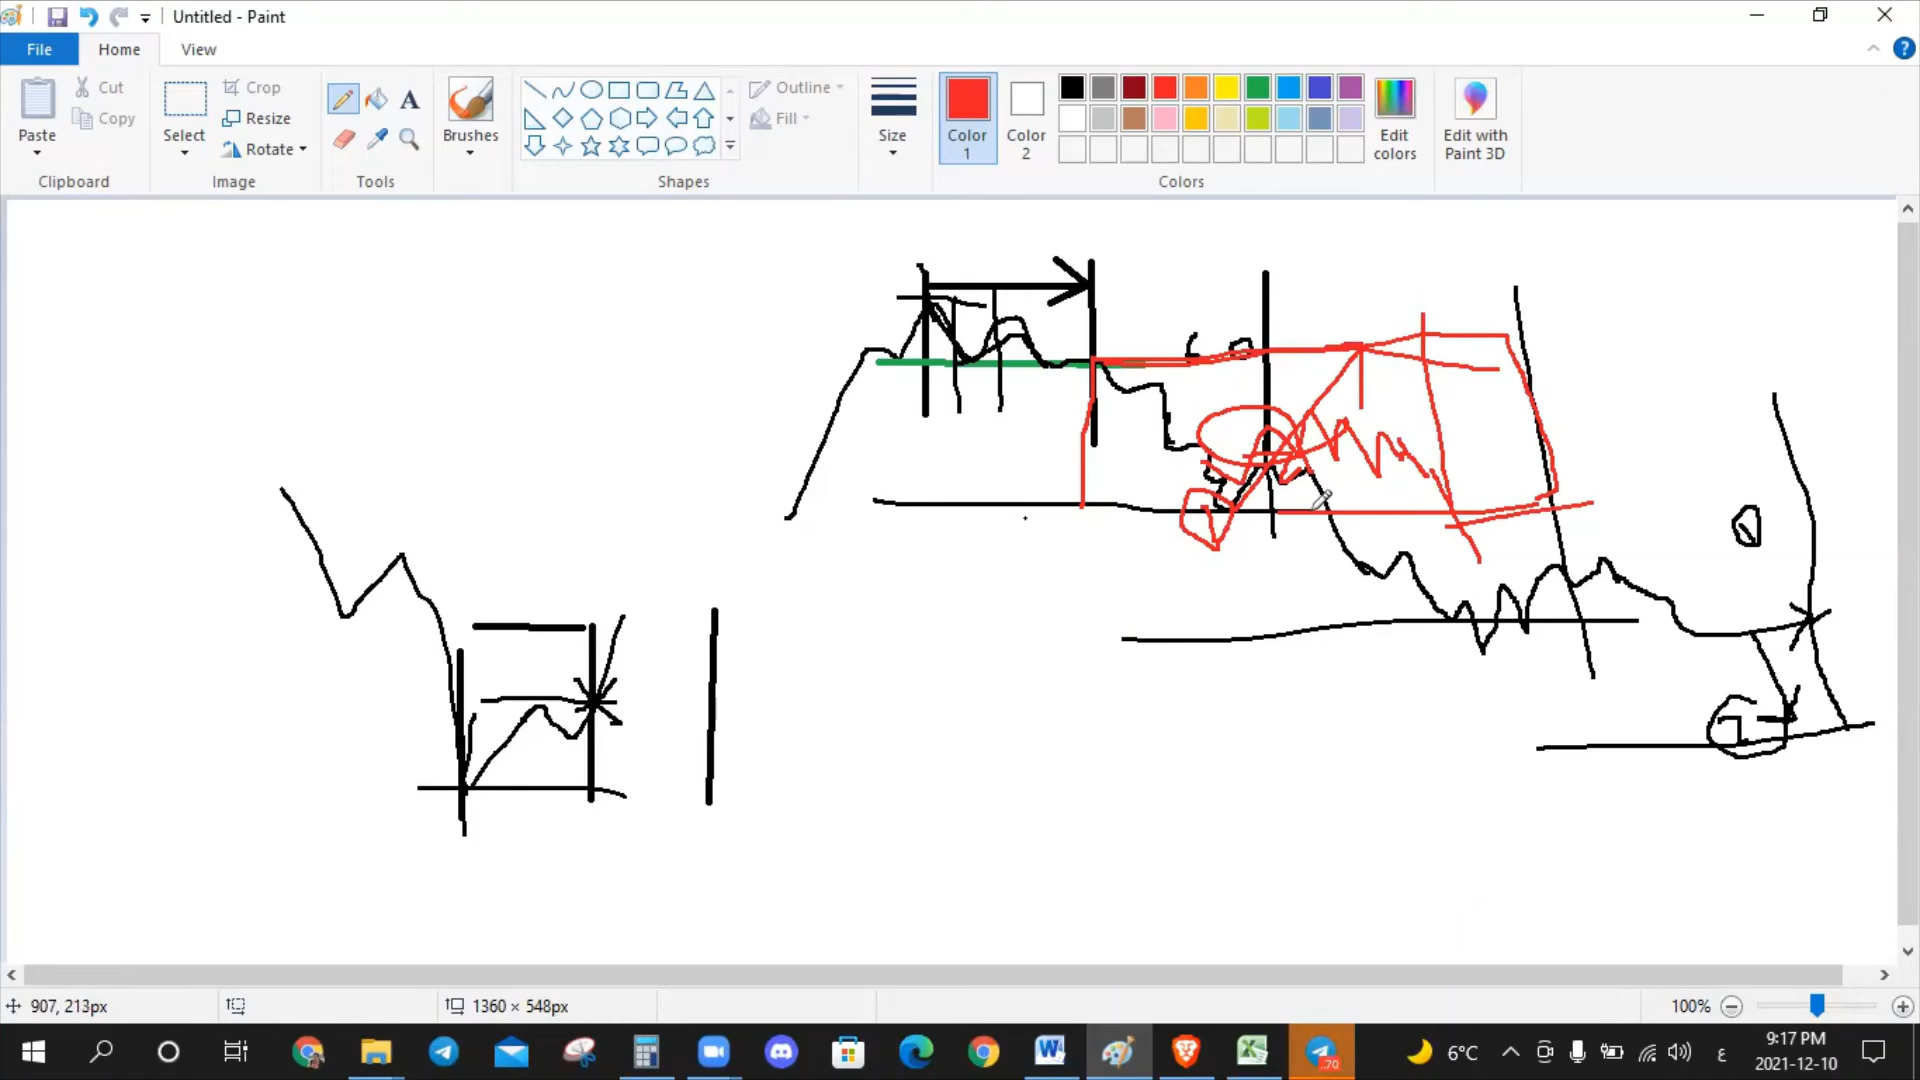 Untitled - Paint
File Home View
Paste
Cut
Copy
Clipboard
Select
Crop
Resize
Rotate
Image
Tools
Brushes
Shapes
Outline
Fill
Size
Color 1
Color 2
Edit colors
Edit with Paint 3D
Colors
907, 213px
1360 × 548px
100%
W
70
6°C
ع
9:17 PM
2021-12-10